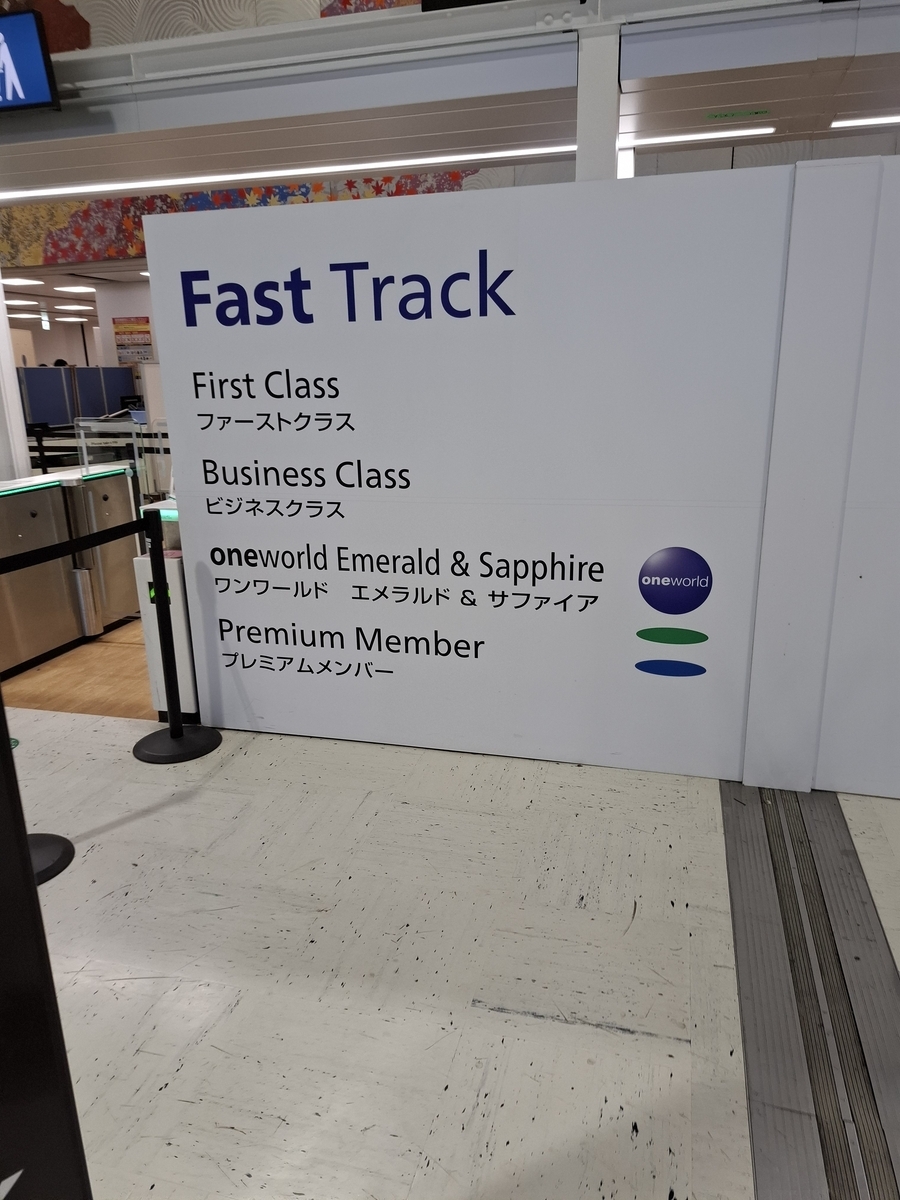 Fast Track
First Class
ファーストクラス
Business Class
ビジネスクラス
oneworld Emerald & Sapphire
ワンワールド　エメラルド & サファイア
oneworld
Premium Member
プレミアムメンバー